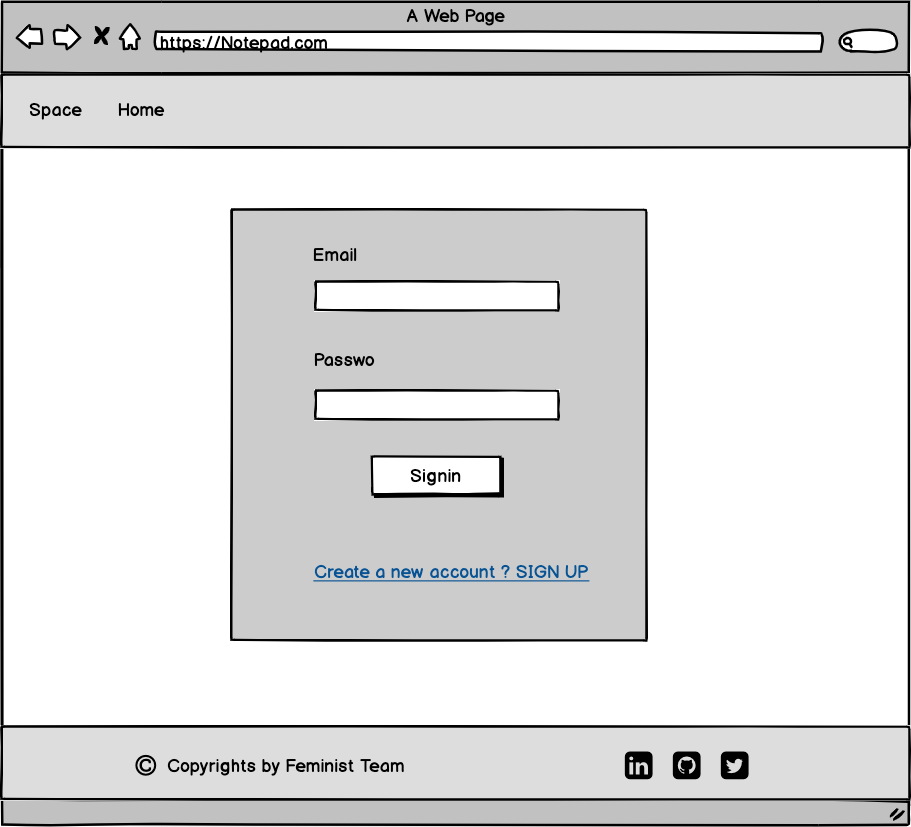 A Web Page
https://Notepad.com
Space Home
Email
Passwo
Signin
Create a new account ? SIGN UP
© Copyrights by Feminist Team in